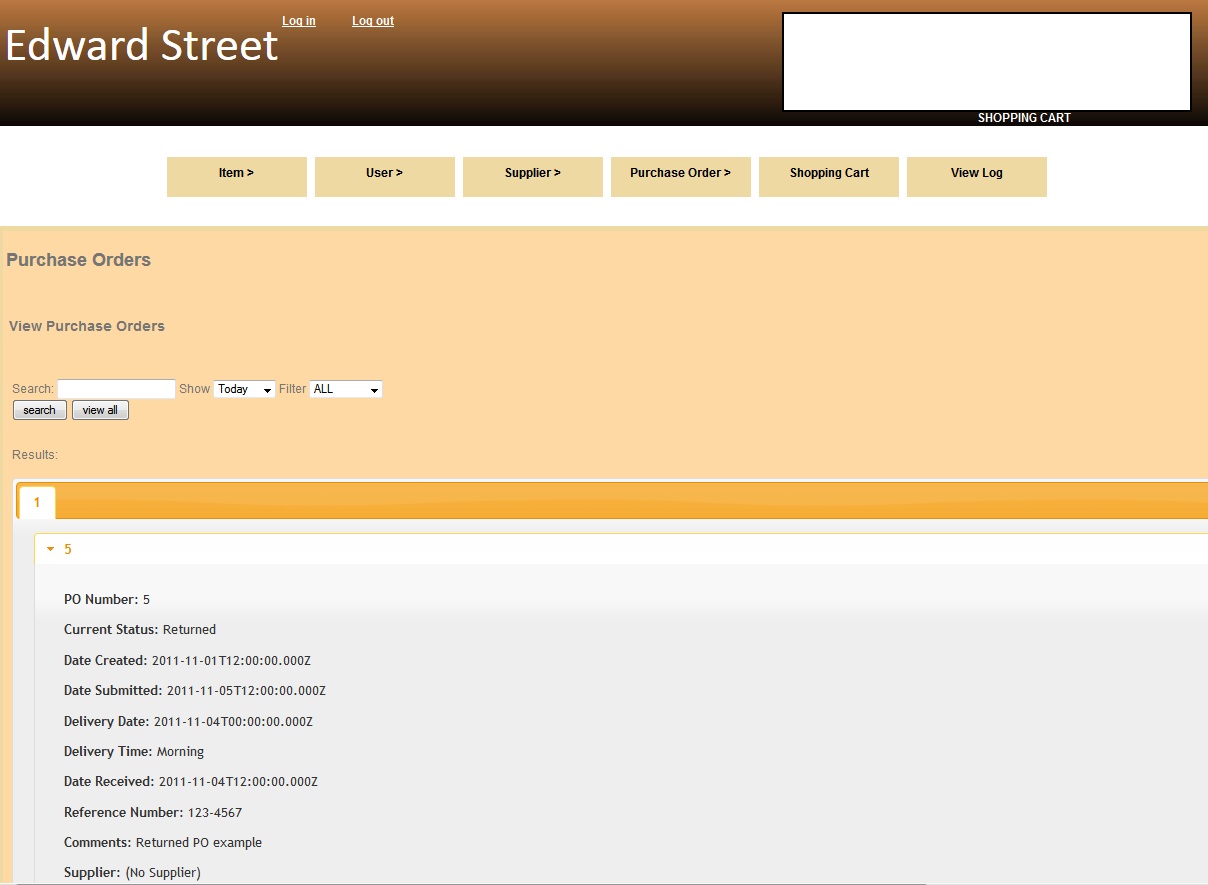 Log in Log out
Edward Street
SHOPPING CART
Item > User > Supplier > Purchase Order > Shopping Cart View Log
Purchase Orders
View Purchase Orders
Search: Show Today Filter ALL
search view all
Results:
1
5
PO Number: 5
Current Status: Returned
Date Created: 2011-11-01T12:00:00.000Z
Date Submitted: 2011-11-05T12:00:00.000Z
Delivery Date: 2011-11-04T00:00:00.000Z
Delivery Time: Morning
Date Received: 2011-11-04T12:00:00.000Z
Reference Number: 123-4567
Comments: Returned PO example
Supplier: (No Supplier)